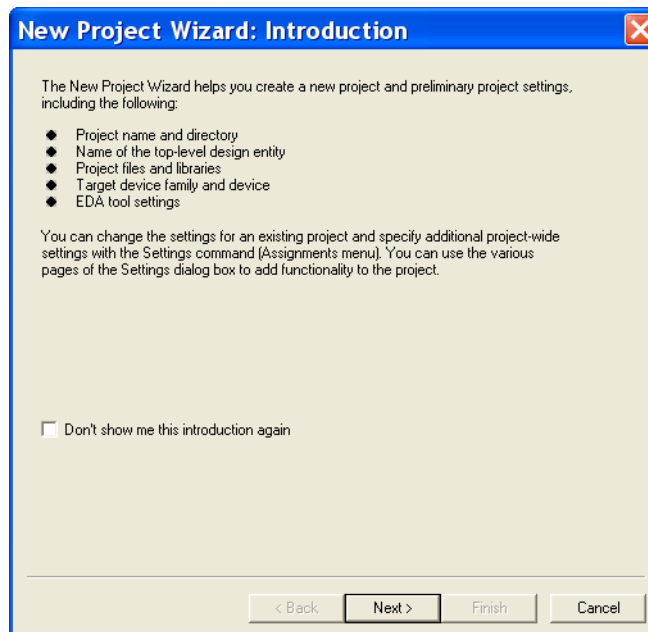 New Project Wizard: Introduction
The New Project Wizard helps you create a new project and preliminary project settings,
including the following:
Project name and directory
Name of the top-level design entity
Project files and libraries
Target device family and device
EDA tool settings
You can change the settings for an existing project and specify additional project-wide
settings with the Settings command (Assignments menu). You can use the various
pages of the Settings dialog box to add functionality to the project.
Don't show me this introduction again
< Back Next > Finish Cancel